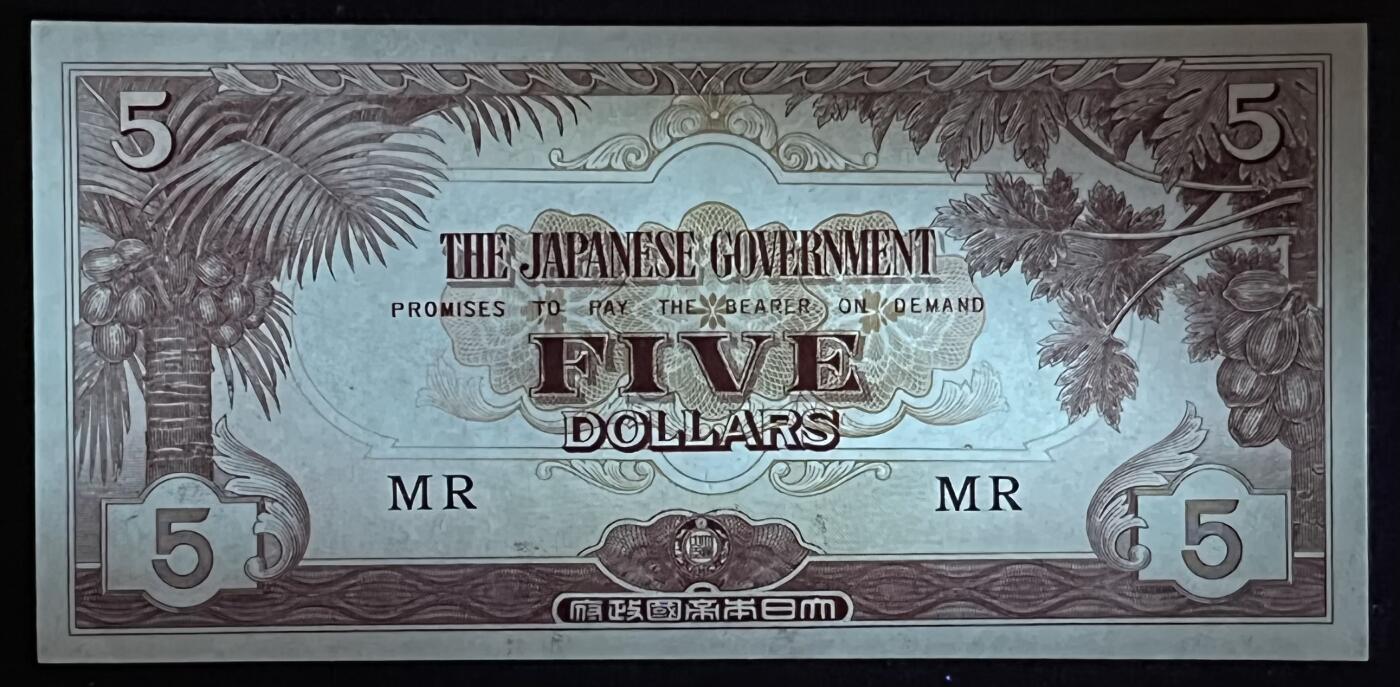 5 5
THE JAPANESE GOVERNMENT
PROMISES TO PAY THE BEARER ON DEMAND
FIVE
DOLLARS
MR MR
5 5
府政國帝本日大